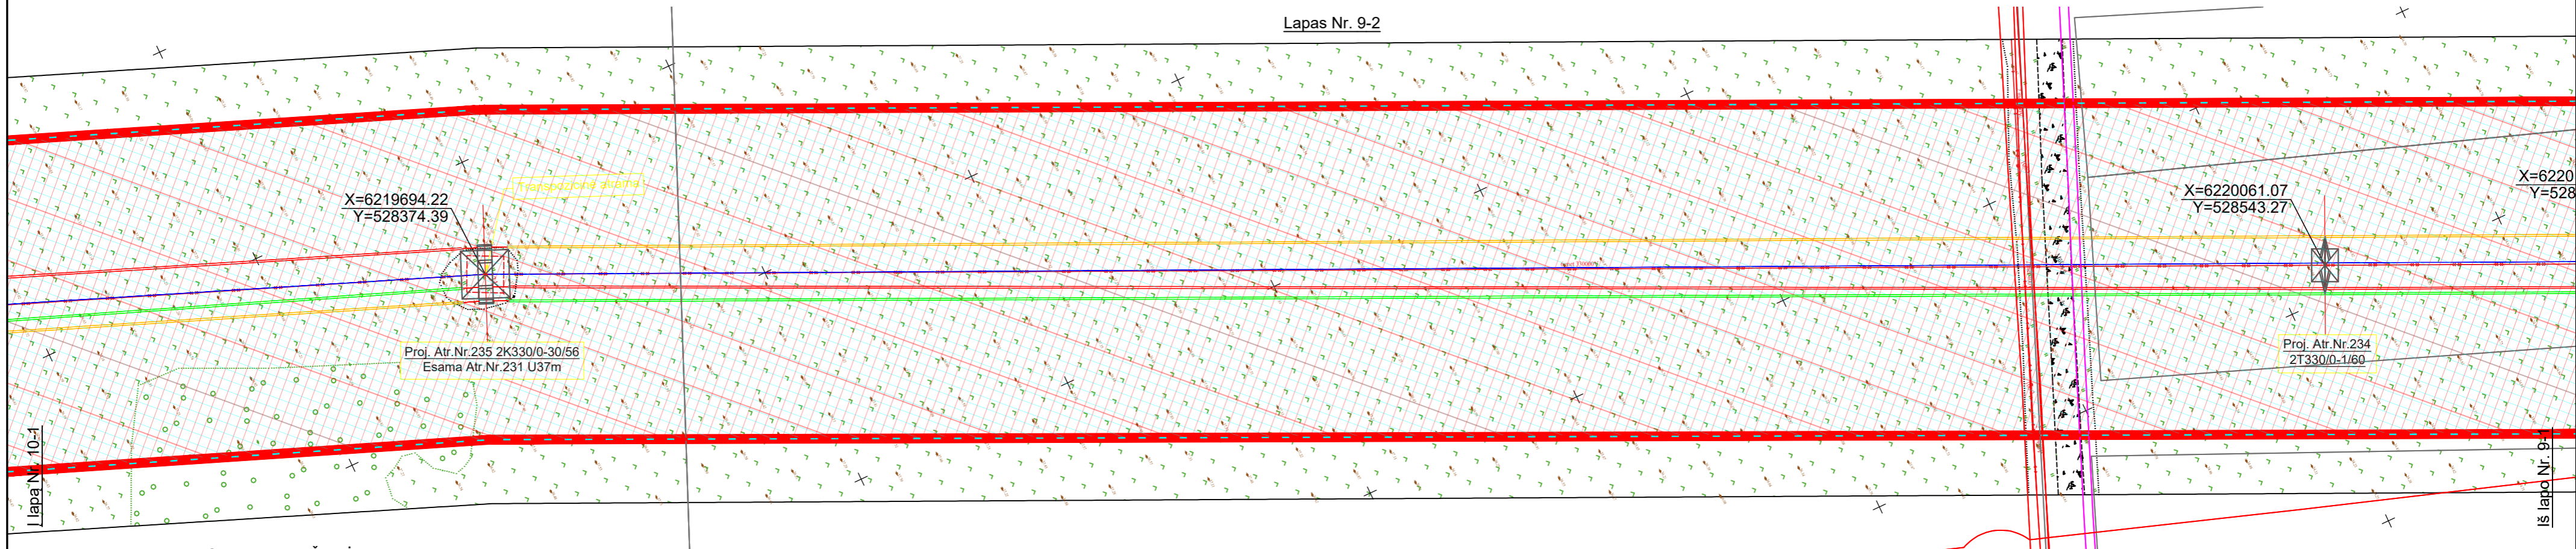 Lapas Nr. 9-2
Transpozicinė atrama
X=6219694.22
Y=528374.39
X=6220061.07
Y=528543.27
X=6220
Y=528
Proj. Atr.Nr.235 2K330/0-30/56
Esama Atr.Nr.231 U37m
Proj. Atr.Nr.234
2T330/0-1/60
Į lapą Nr. 10-1
Iš lapo Nr. 9-1